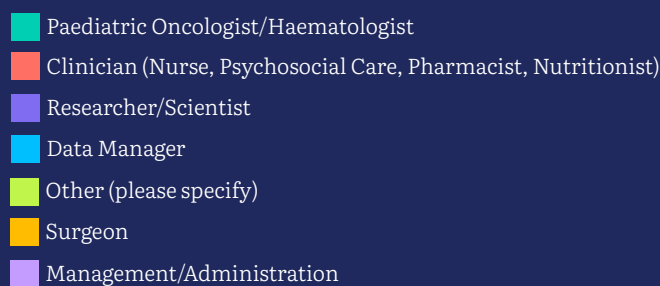 Paediatric Oncologist/Haematologist
Clinician (Nurse, Psychosocial Care, Pharmacist, Nutritionist)
Researcher/Scientist
Data Manager
Other (please specify)
Surgeon
Management/Administration